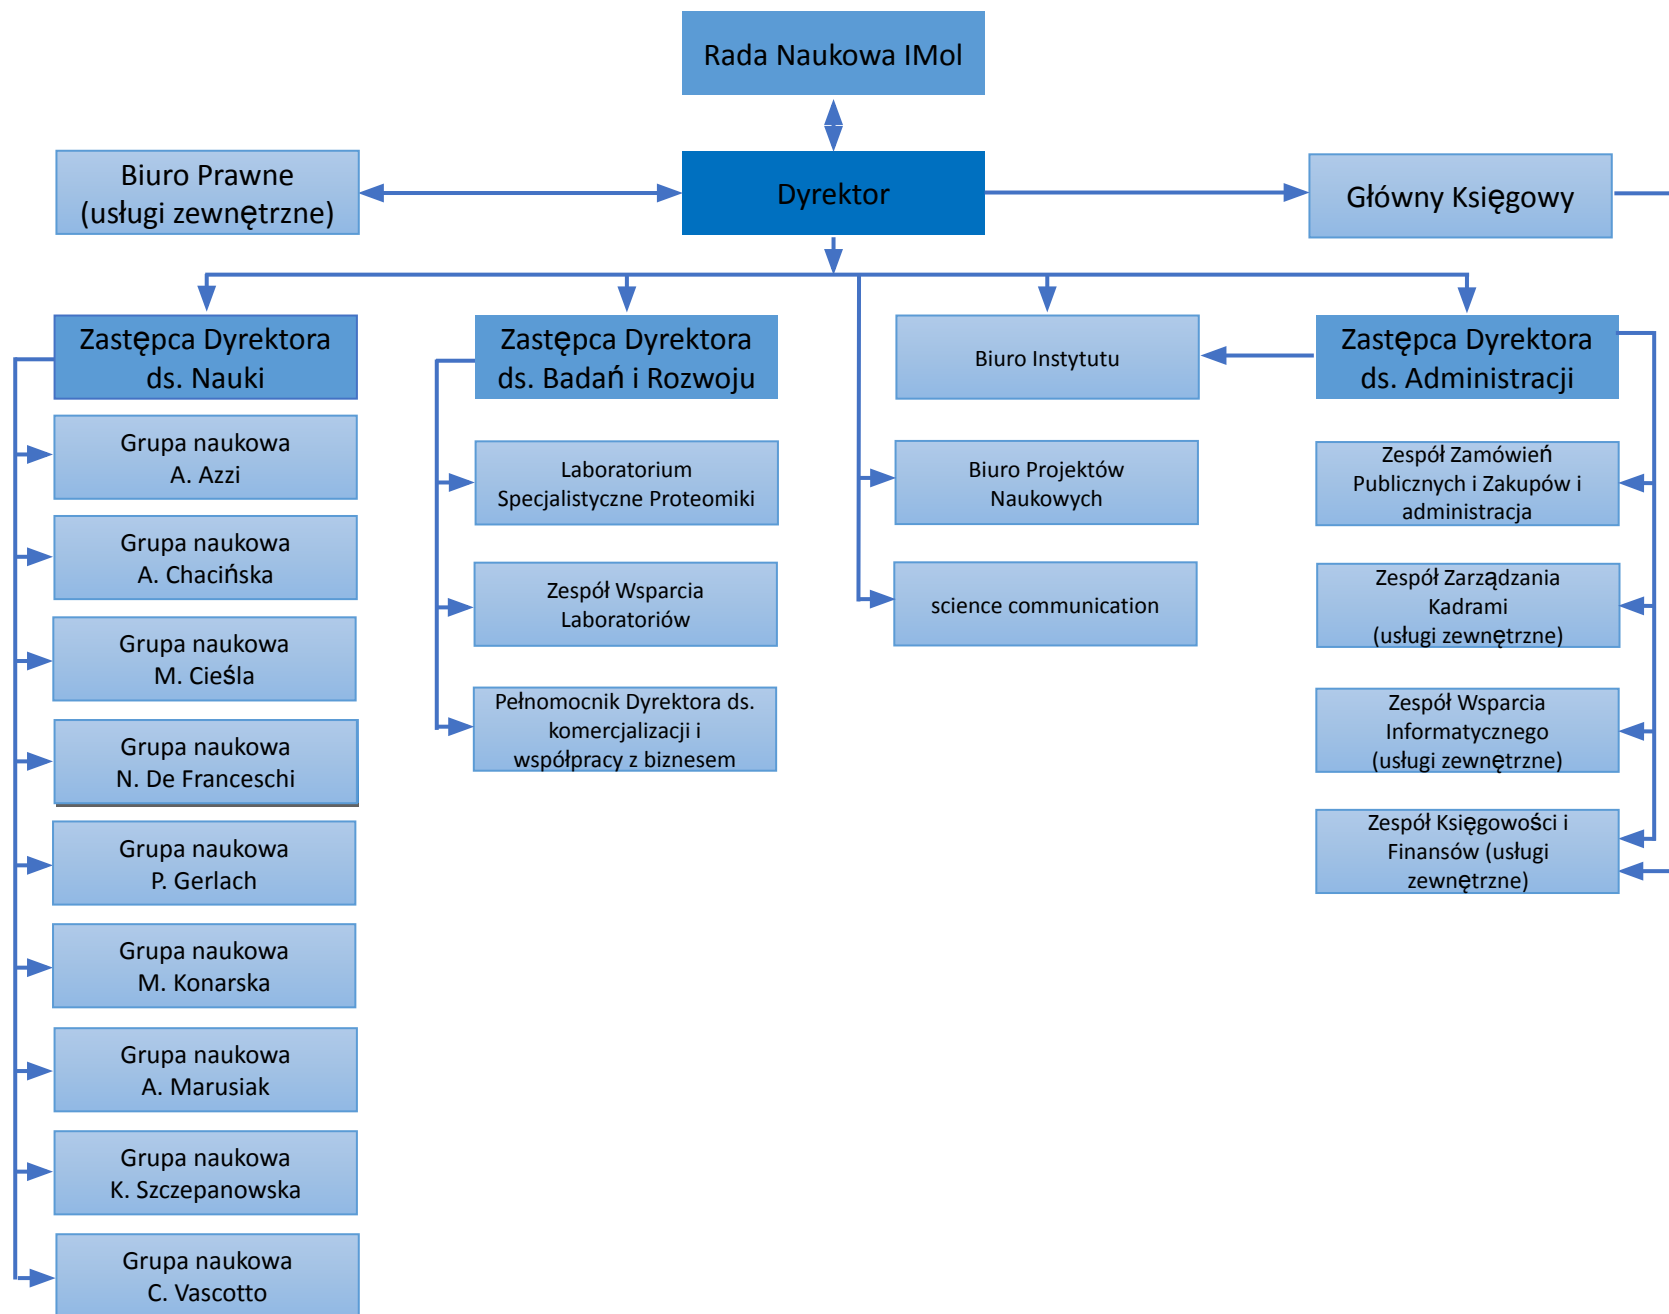 Rada Naukowa IMol
Biuro Prawne
(usługi zewnętrzne)
Dyrektor
Główny Księgowy
Zastępca Dyrektora
ds. Nauki
Grupa naukowa
A. Azzi
Grupa naukowa
A. Chacińska
Grupa naukowa
M. Cieśla
Grupa naukowa
N. De Franceschi
Grupa naukowa
P. Gerlach
Grupa naukowa
M. Konarska
Grupa naukowa
A. Marusiak
Grupa naukowa
K. Szczepanowska
Grupa naukowa
C. Vascotto
Zastępca Dyrektora
ds. Badań i Rozwoju
Laboratorium
Specjalistyczne Proteomiki
Zespół Wsparcia
Laboratoriów
Pełnomocnik Dyrektora ds.
komercjalizacji i
współpracy z biznesem
Biuro Instytutu
Biuro Projektów
Naukowych
science communication
Zastępca Dyrektora
ds. Administracji
Zespół Zamówień
Publicznych i Zakupów i
administracja
Zespół Zarządzania
Kadrami
(usługi zewnętrzne)
Zespół Wsparcia
Informatycznego
(usługi zewnętrzne)
Zespół Księgowości i
Finansów (usługi
zewnętrzne)